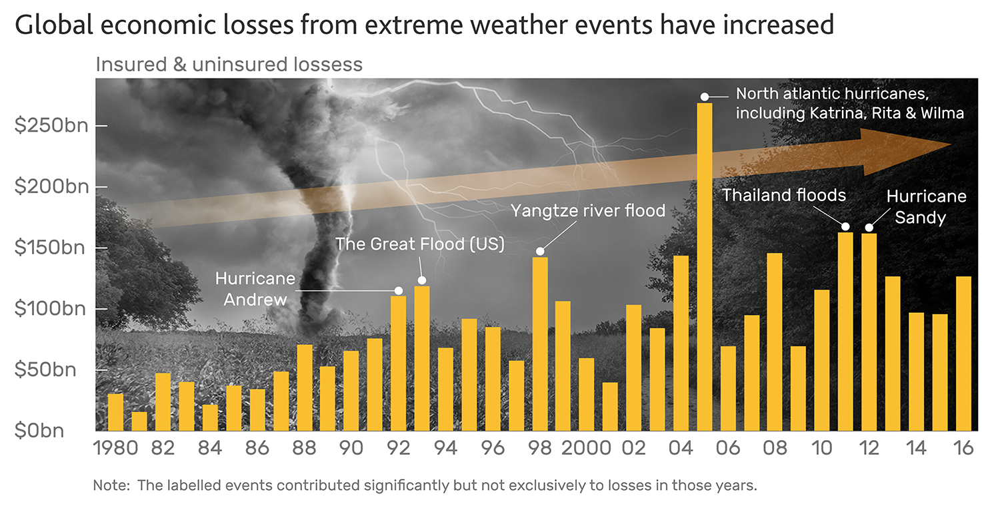 Global economic losses from extreme weather events have increased
Insured & uninsured lossess
$250bn
$200bn
$150bn
$100bn
$50bn
$0bn
North atlantic hurricanes,
including Katrina, Rita & Wilma
Thailand floods
Hurricane
Sandy
Yangtze river flood
The Great Flood (US)
Hurricane
Andrew
1980 82 84 86 88 90 92 94 96 98 2000 02 04 06 08 10 12 14 16
Note: The labelled events contributed significantly but not exclusively to losses in those years.